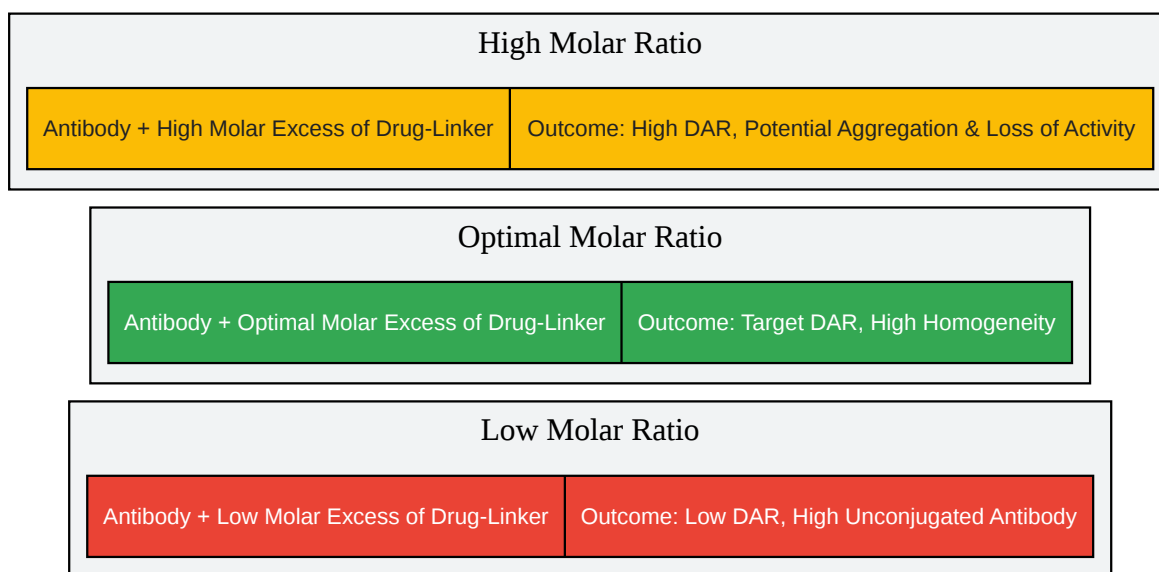 High Molar Ratio
Antibody + High Molar Excess of Drug-Linker
Outcome: High DAR, Potential Aggregation & Loss of Activity
Optimal Molar Ratio
Antibody + Optimal Molar Excess of Drug-Linker
Outcome: Target DAR, High Homogeneity
Low Molar Ratio
Antibody + Low Molar Excess of Drug-Linker
Outcome: Low DAR, High Unconjugated Antibody